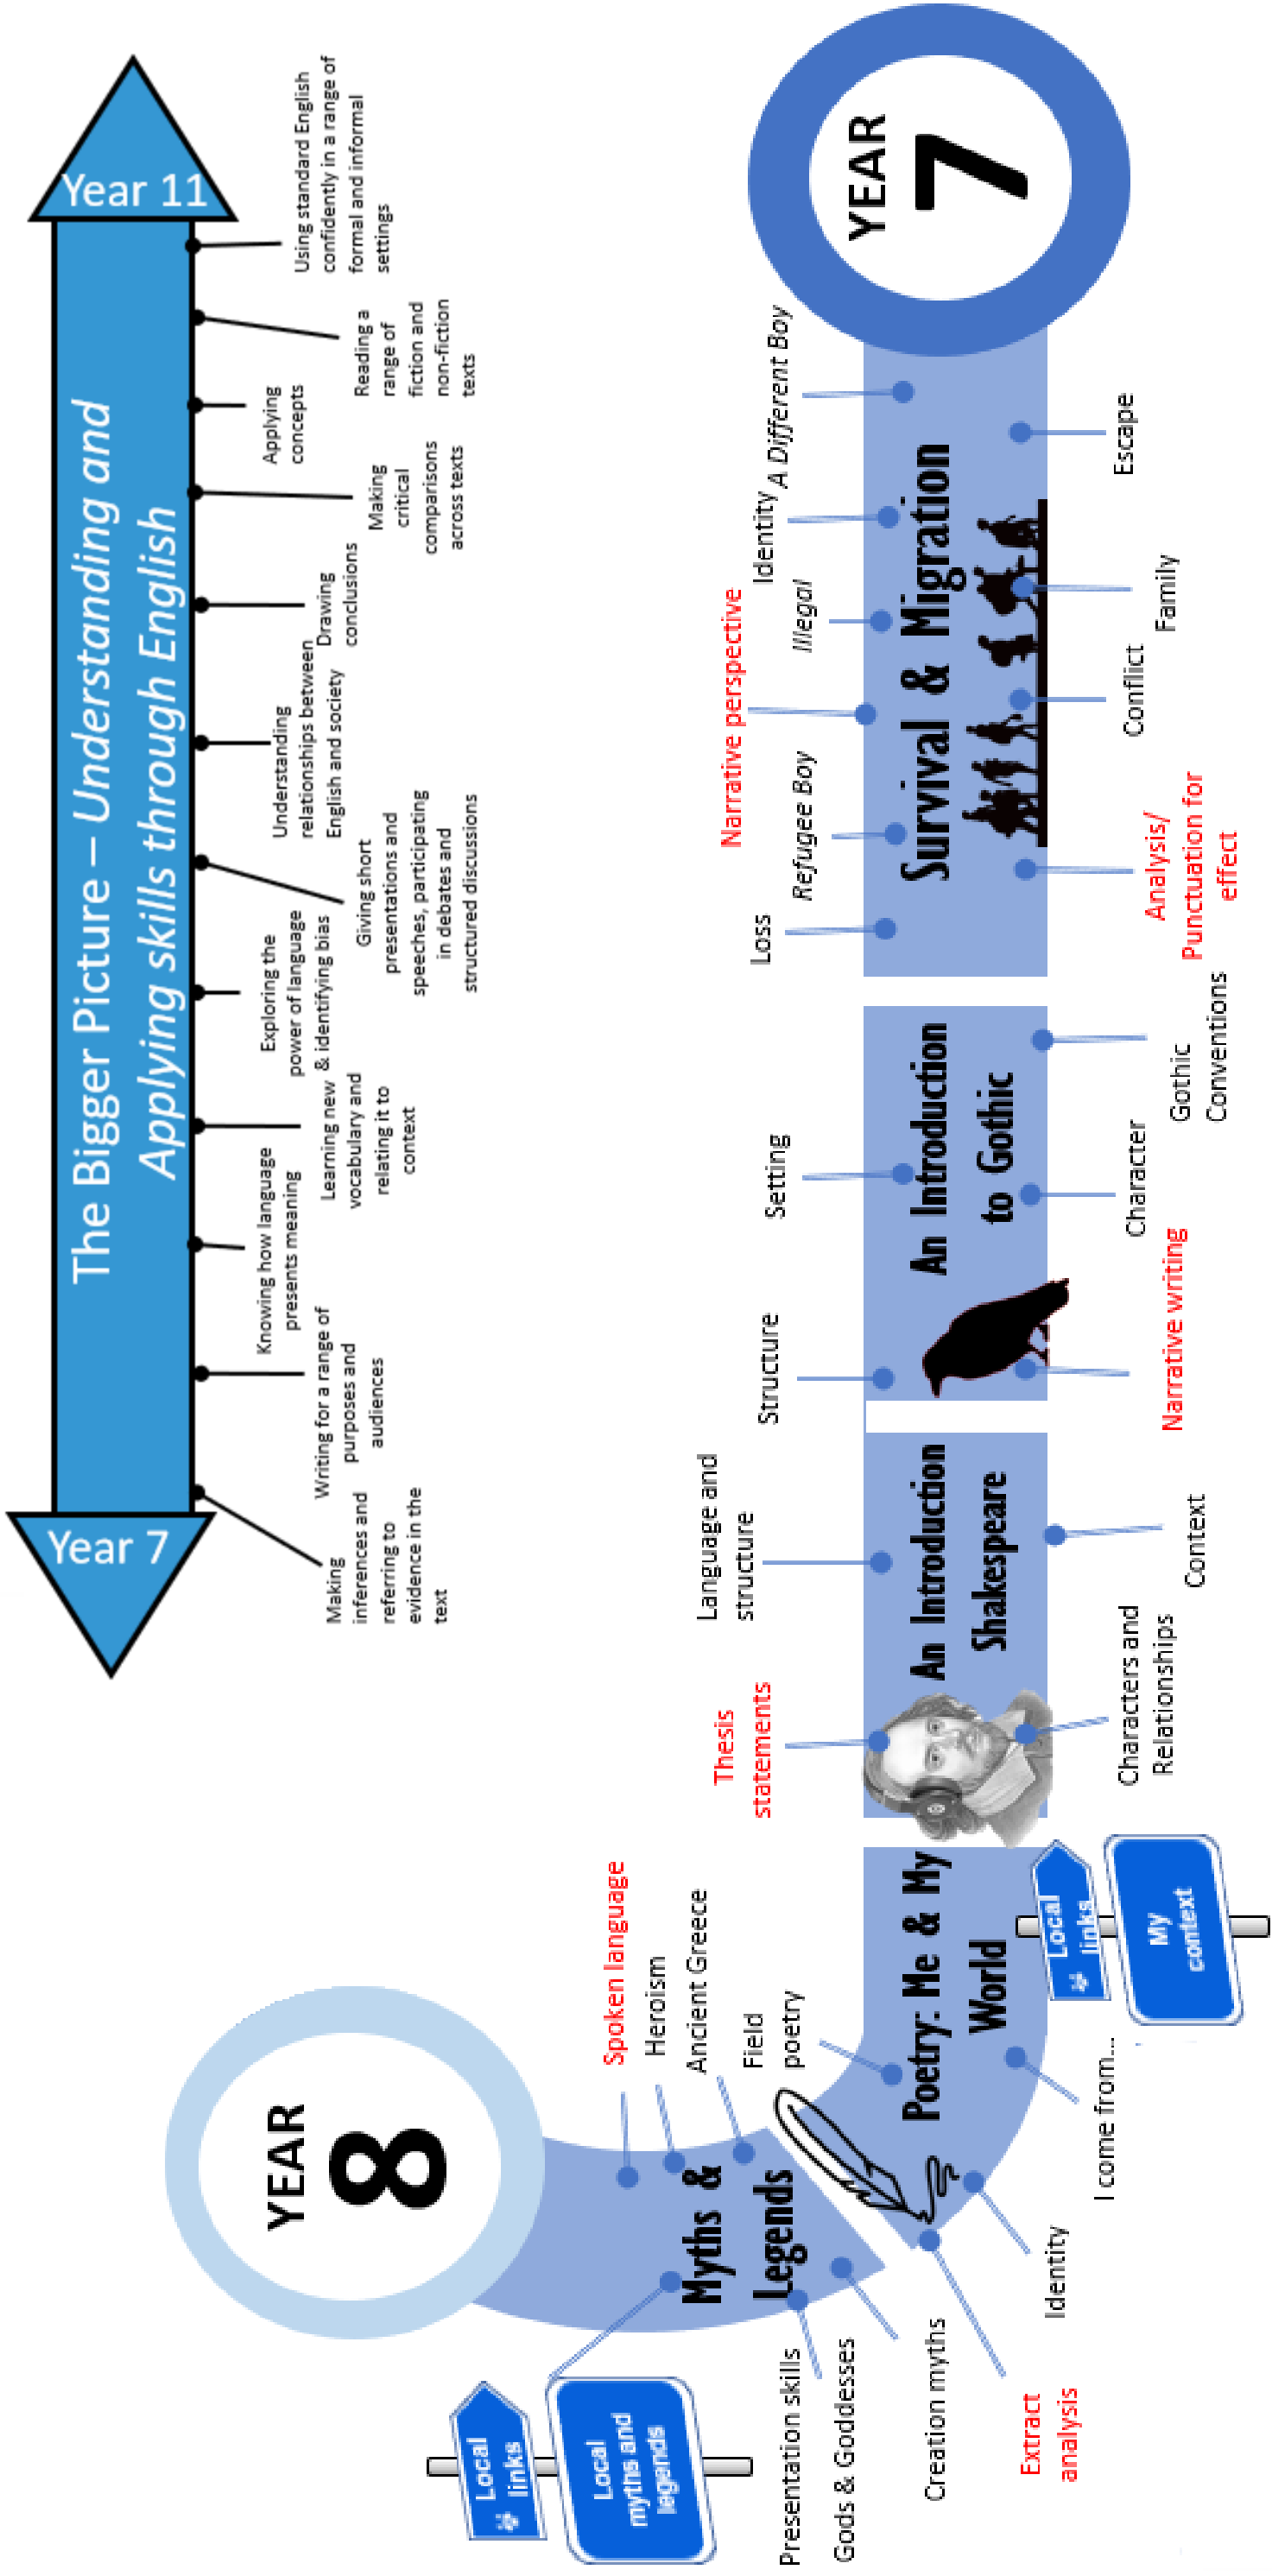 The Bigger Picture – Understanding and
Applying skills through English
Year 7
Year 11
Making
inferences and
referring to
evidence in the
text
Writing for a range of
purposes and
audiences
Knowing how language
presents meaning
Learning new
vocabulary and
relating it to
context
Exploring the
power of language
& identifying bias
Giving short
presentations and
speeches, participating
in debates and
structured discussions
Understanding
relationships between
English and society
Drawing
conclusions
Making
critical
comparisons
across texts
Applying
concepts
Reading a
range of
fiction and
non-fiction
texts
Using standard English
confidently in a range of
formal and informal
settings
YEAR
8
Local
links
Local
myths and
legends
Myths &
Legends
Spoken language
Heroism
Ancient Greece
Presentation skills
Gods & Goddesses
Creation myths
Field
poetry
Poetry: Me & My
World
Extract
analysis
Identity
I come from...
Local
links
My
context
Thesis
statements
Language and
structure
An Introduction
Shakespeare
Characters and
Relationships
Context
Structure
Setting
An Introduction
to Gothic
Narrative writing
Character
Gothic
Conventions
Loss
Refugee Boy
Narrative perspective
Illegal
Identity
A Different Boy
Survival & Migration
Analysis/
Punctuation for
effect
Conflict
Family
Escape
YEAR
7